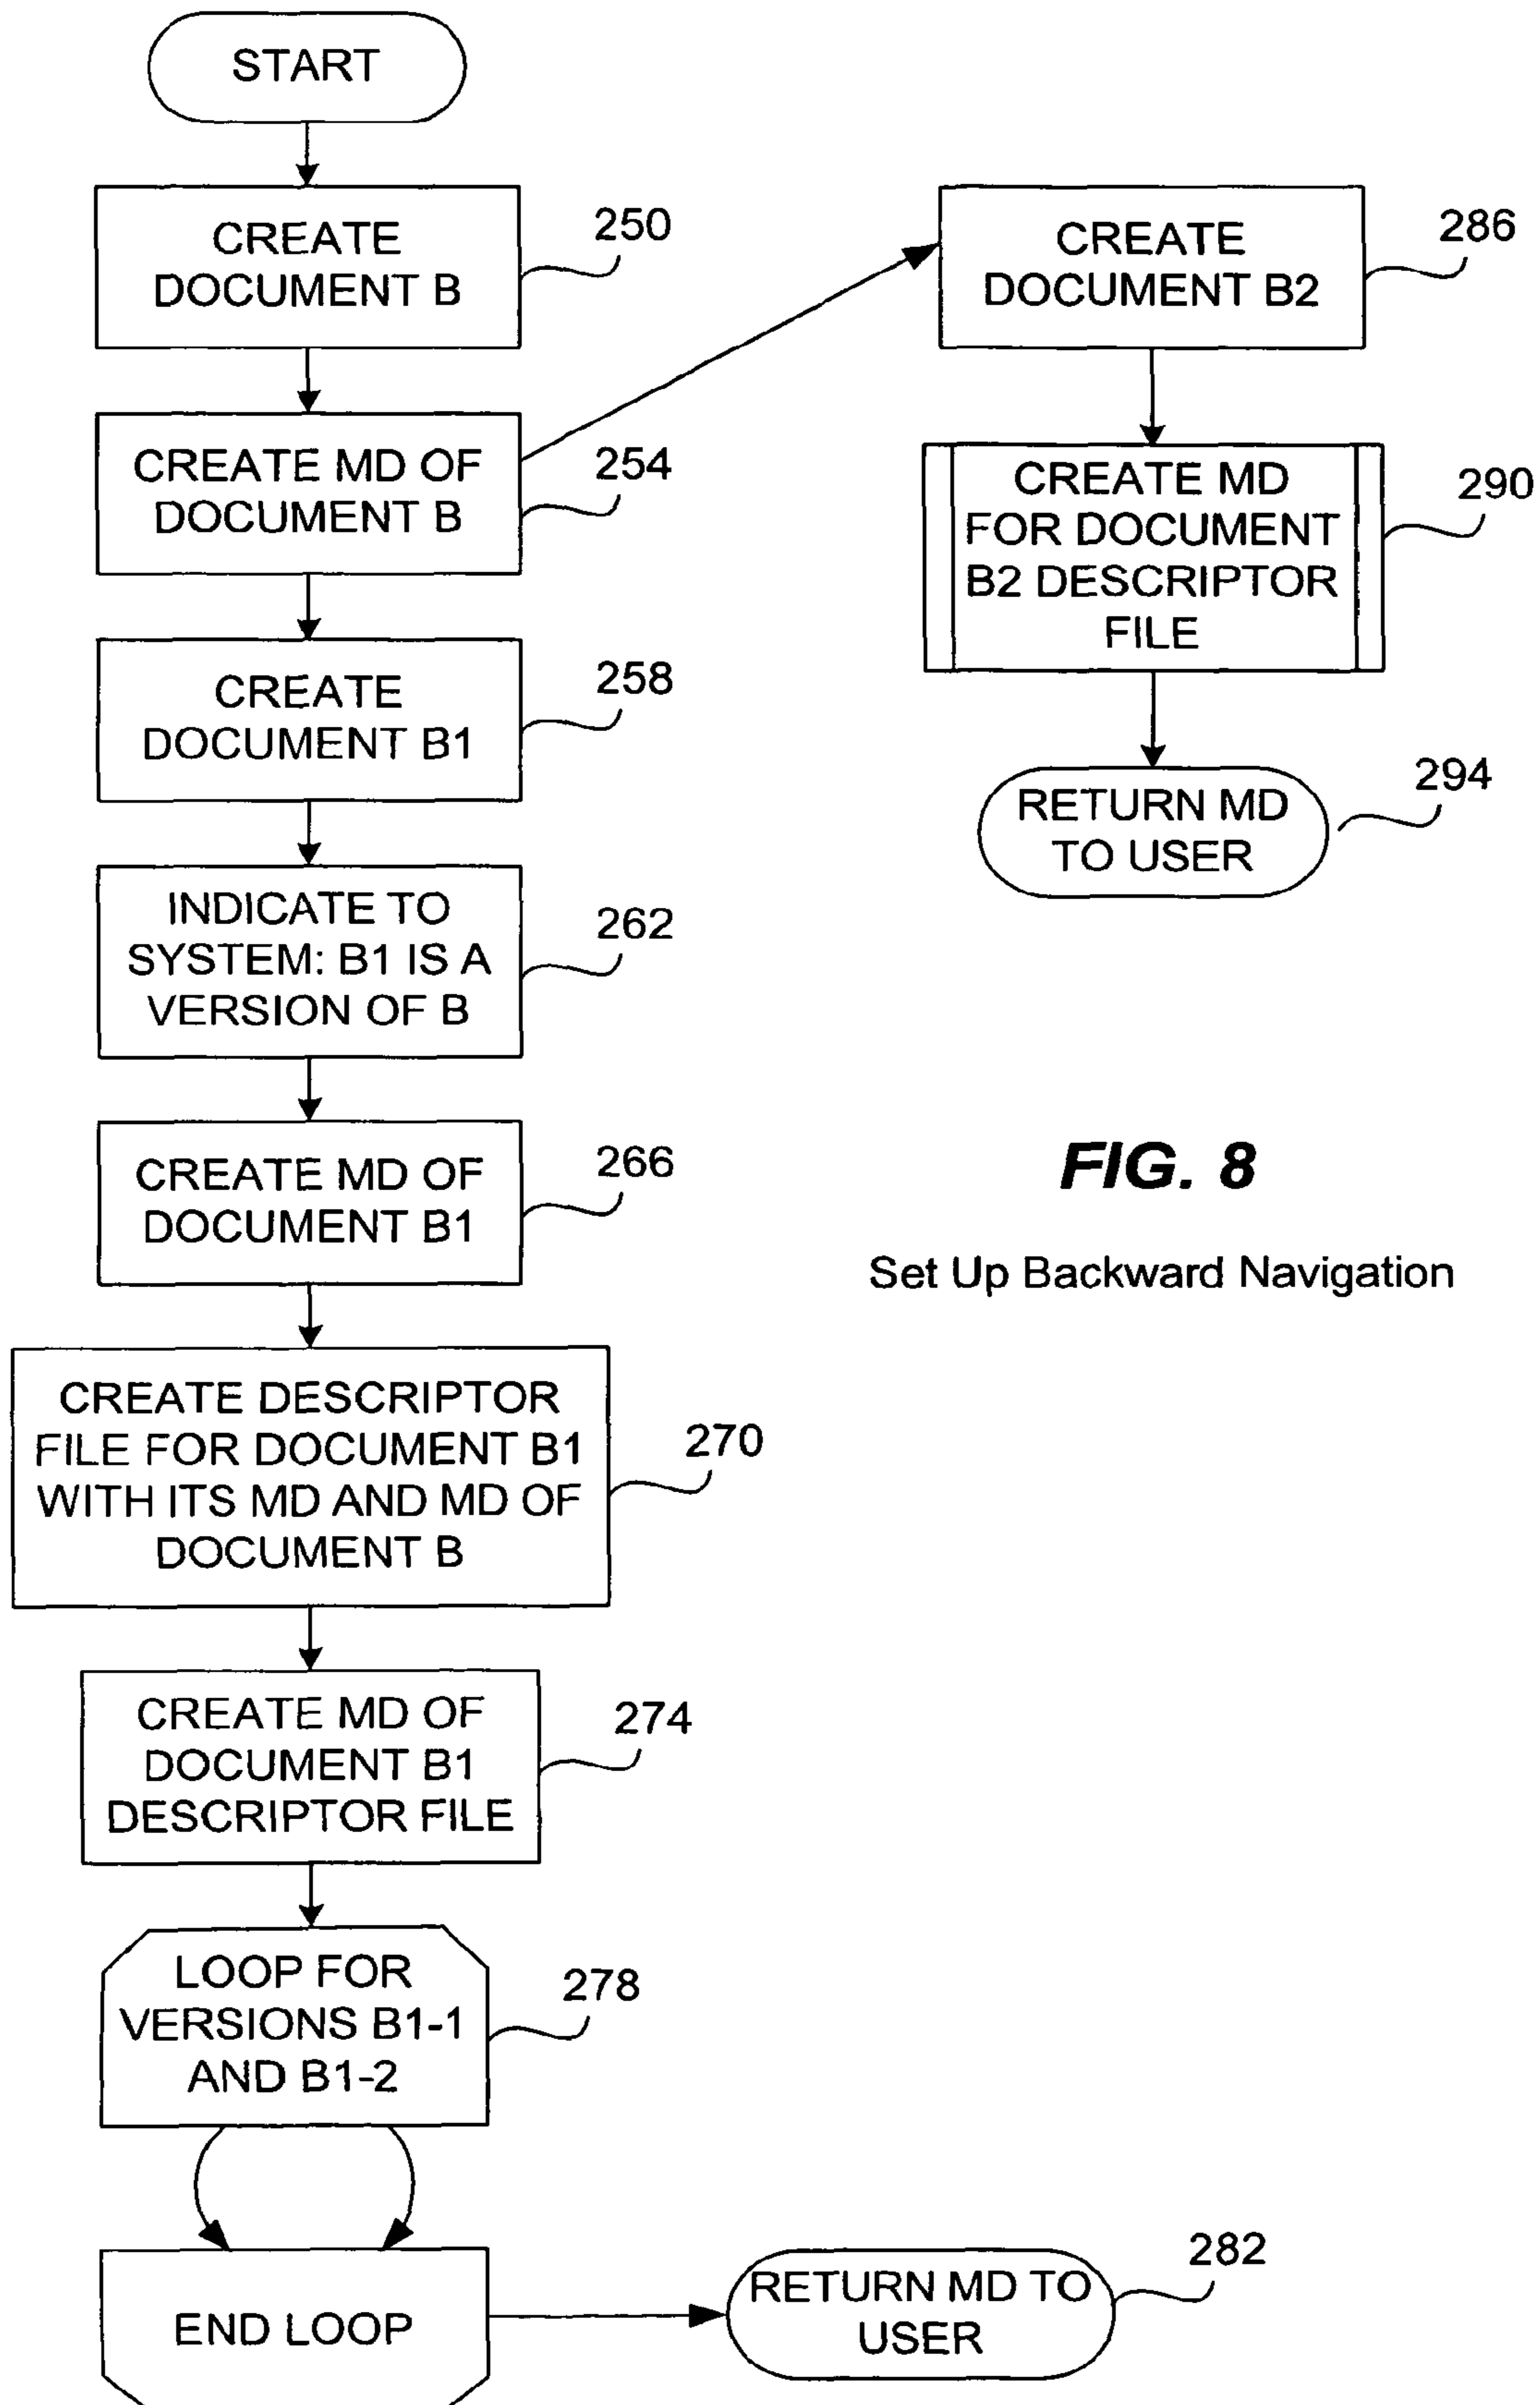 START
CREATE
DOCUMENT B
250
CREATE MD OF
DOCUMENT B
254
CREATE
DOCUMENT B1
258
INDICATE TO
SYSTEM: B1 IS A
VERSION OF B
262
CREATE MD OF
DOCUMENT B1
266
CREATE DESCRIPTOR
FILE FOR DOCUMENT B1
WITH ITS MD AND MD OF
DOCUMENT B
270
CREATE MD OF
DOCUMENT B1
DESCRIPTOR FILE
274
LOOP FOR
VERSIONS B1-1
AND B1-2
278
END LOOP
RETURN MD TO
USER
282
CREATE
DOCUMENT B2
286
CREATE MD
FOR DOCUMENT
B2 DESCRIPTOR
FILE
290
RETURN MD
TO USER
294
FIG. 8
Set Up Backward Navigation